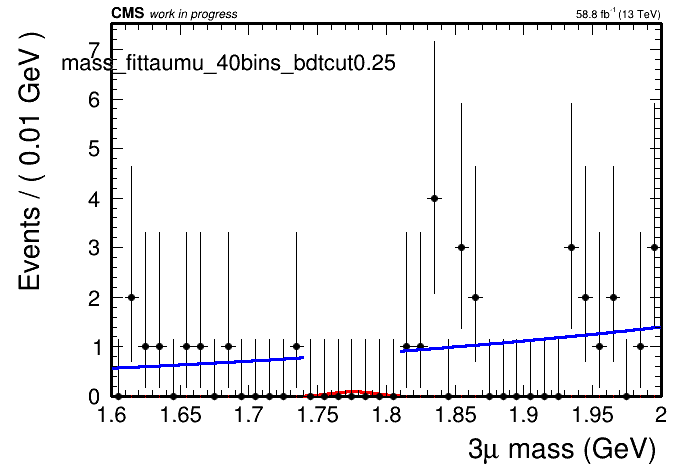 CMS work in progress 58.8 fb-1 (13 TeV)
mass_fittaumu_40bins_bdtcut0.25
Events / ( 0.01 GeV )
7
6
5
4
3
2
1
0
1.6 1.65 1.7 1.75 1.8 1.85 1.9 1.95 2
3μ mass (GeV)